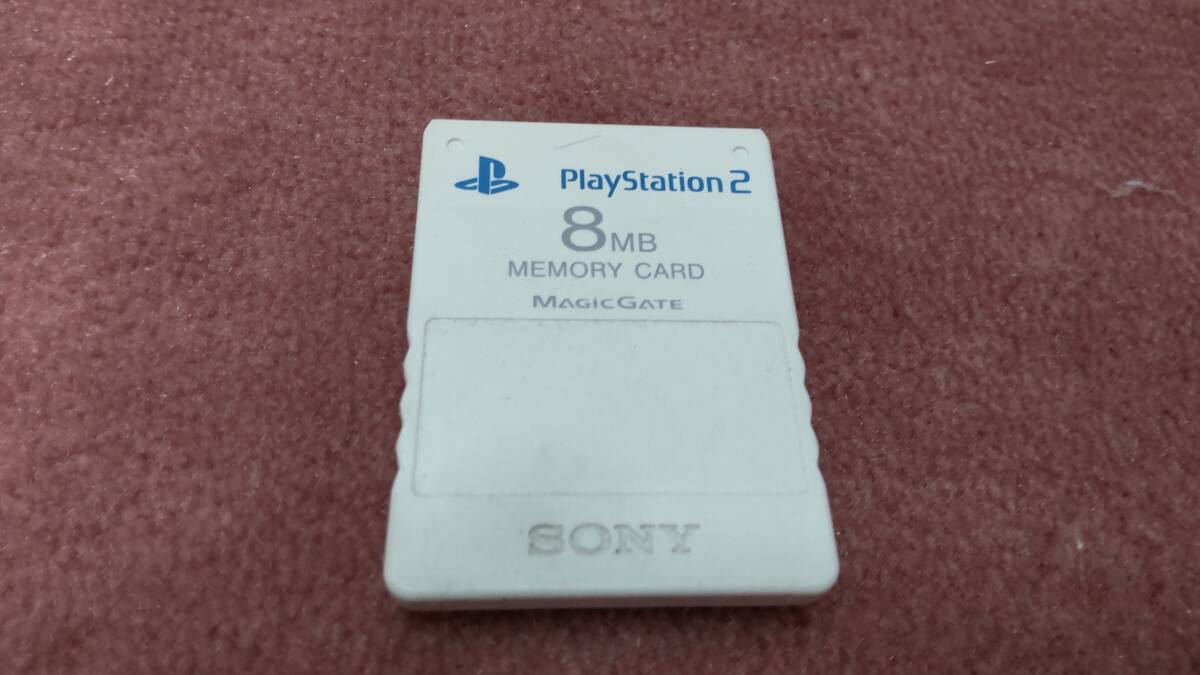 PlayStation 2
8MB
MEMORY CARD
MAGICGATE
SONY